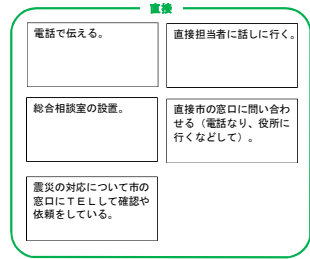 直接
電話で伝える。
直接担当者に話しに行く。
総合相談室の設置。
直接市の窓口に問い合わ
せる（電話なり、役所に
行くなどして）。
震災の対応について市の
窓口にＴＥＬして確認や
依頼をしている。